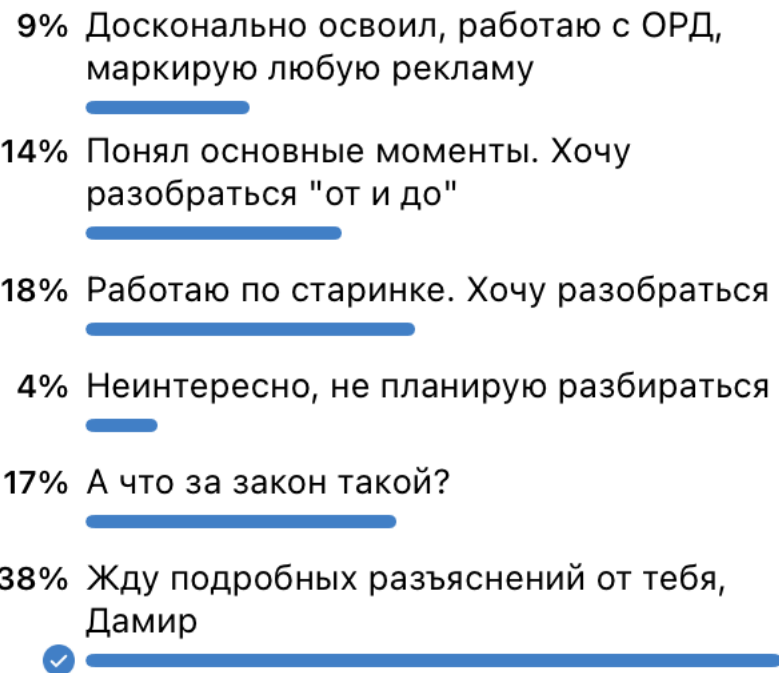 9% Досконально освоил, работаю с ОРД,
маркирую любую рекламу
14% Понял основные моменты. Хочу
разобраться "от и до"
18% Работаю по старинке. Хочу разобраться
4% Неинтересно, не планирую разбираться
17% А что за закон такой?
38% Жду подробных разъяснений от тебя,
Дамир